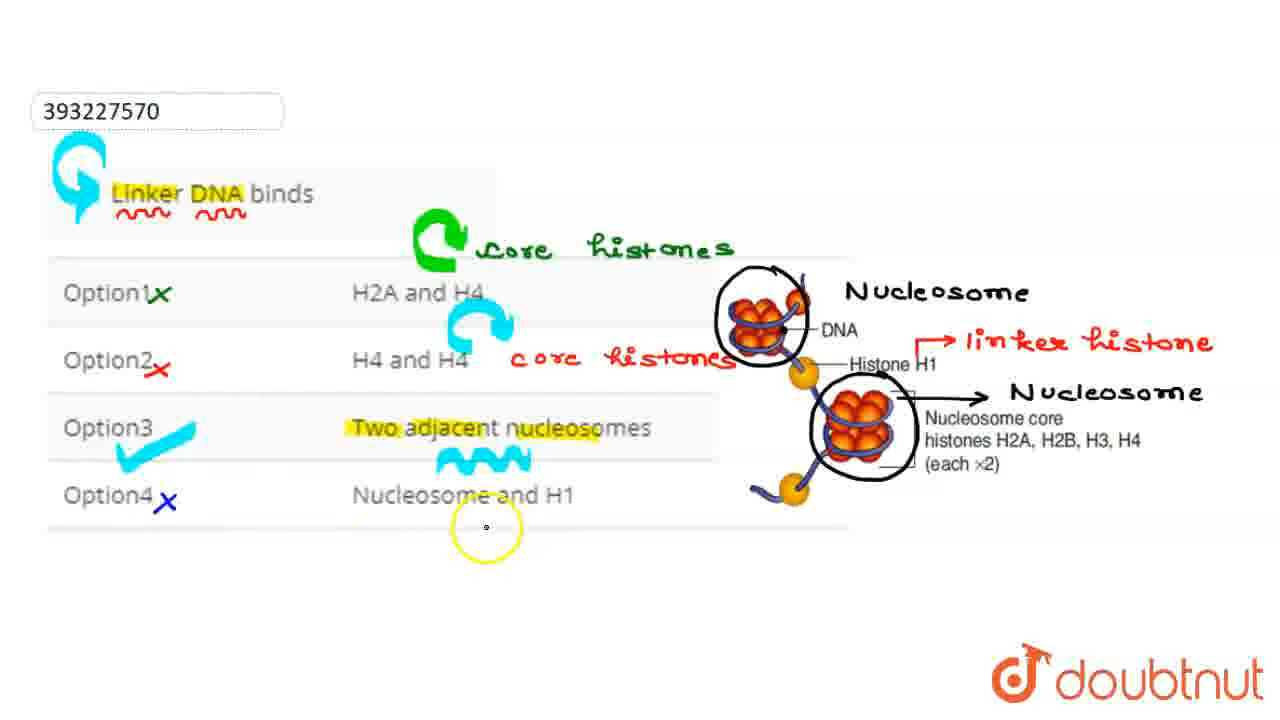 393227570
Linker DNA binds
core histones
Option1 x H2A and H4
Option2 x H4 and H4 core histones
Option3 Two adjacent nucleosomes
Option4 x Nucleosome and H1
Nucleosome
DNA
linker histone
Histone H1
Nucleosome
Nucleosome core
histones H2A, H2B, H3, H4
(each ×2)
doubtnut